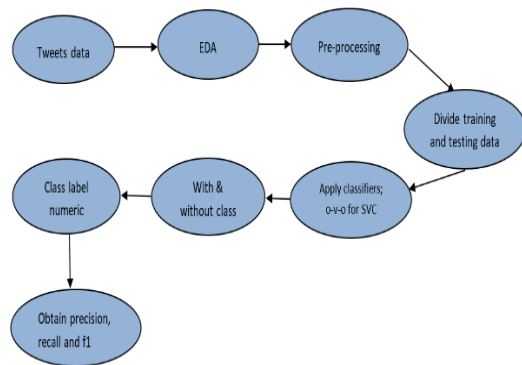 Tweets data
EDA
Pre-processing
Divide training
and testing data
Apply classifiers;
o-v-o for SVC
With &
without class
Class label
numeric
Obtain precision,
recall and f1